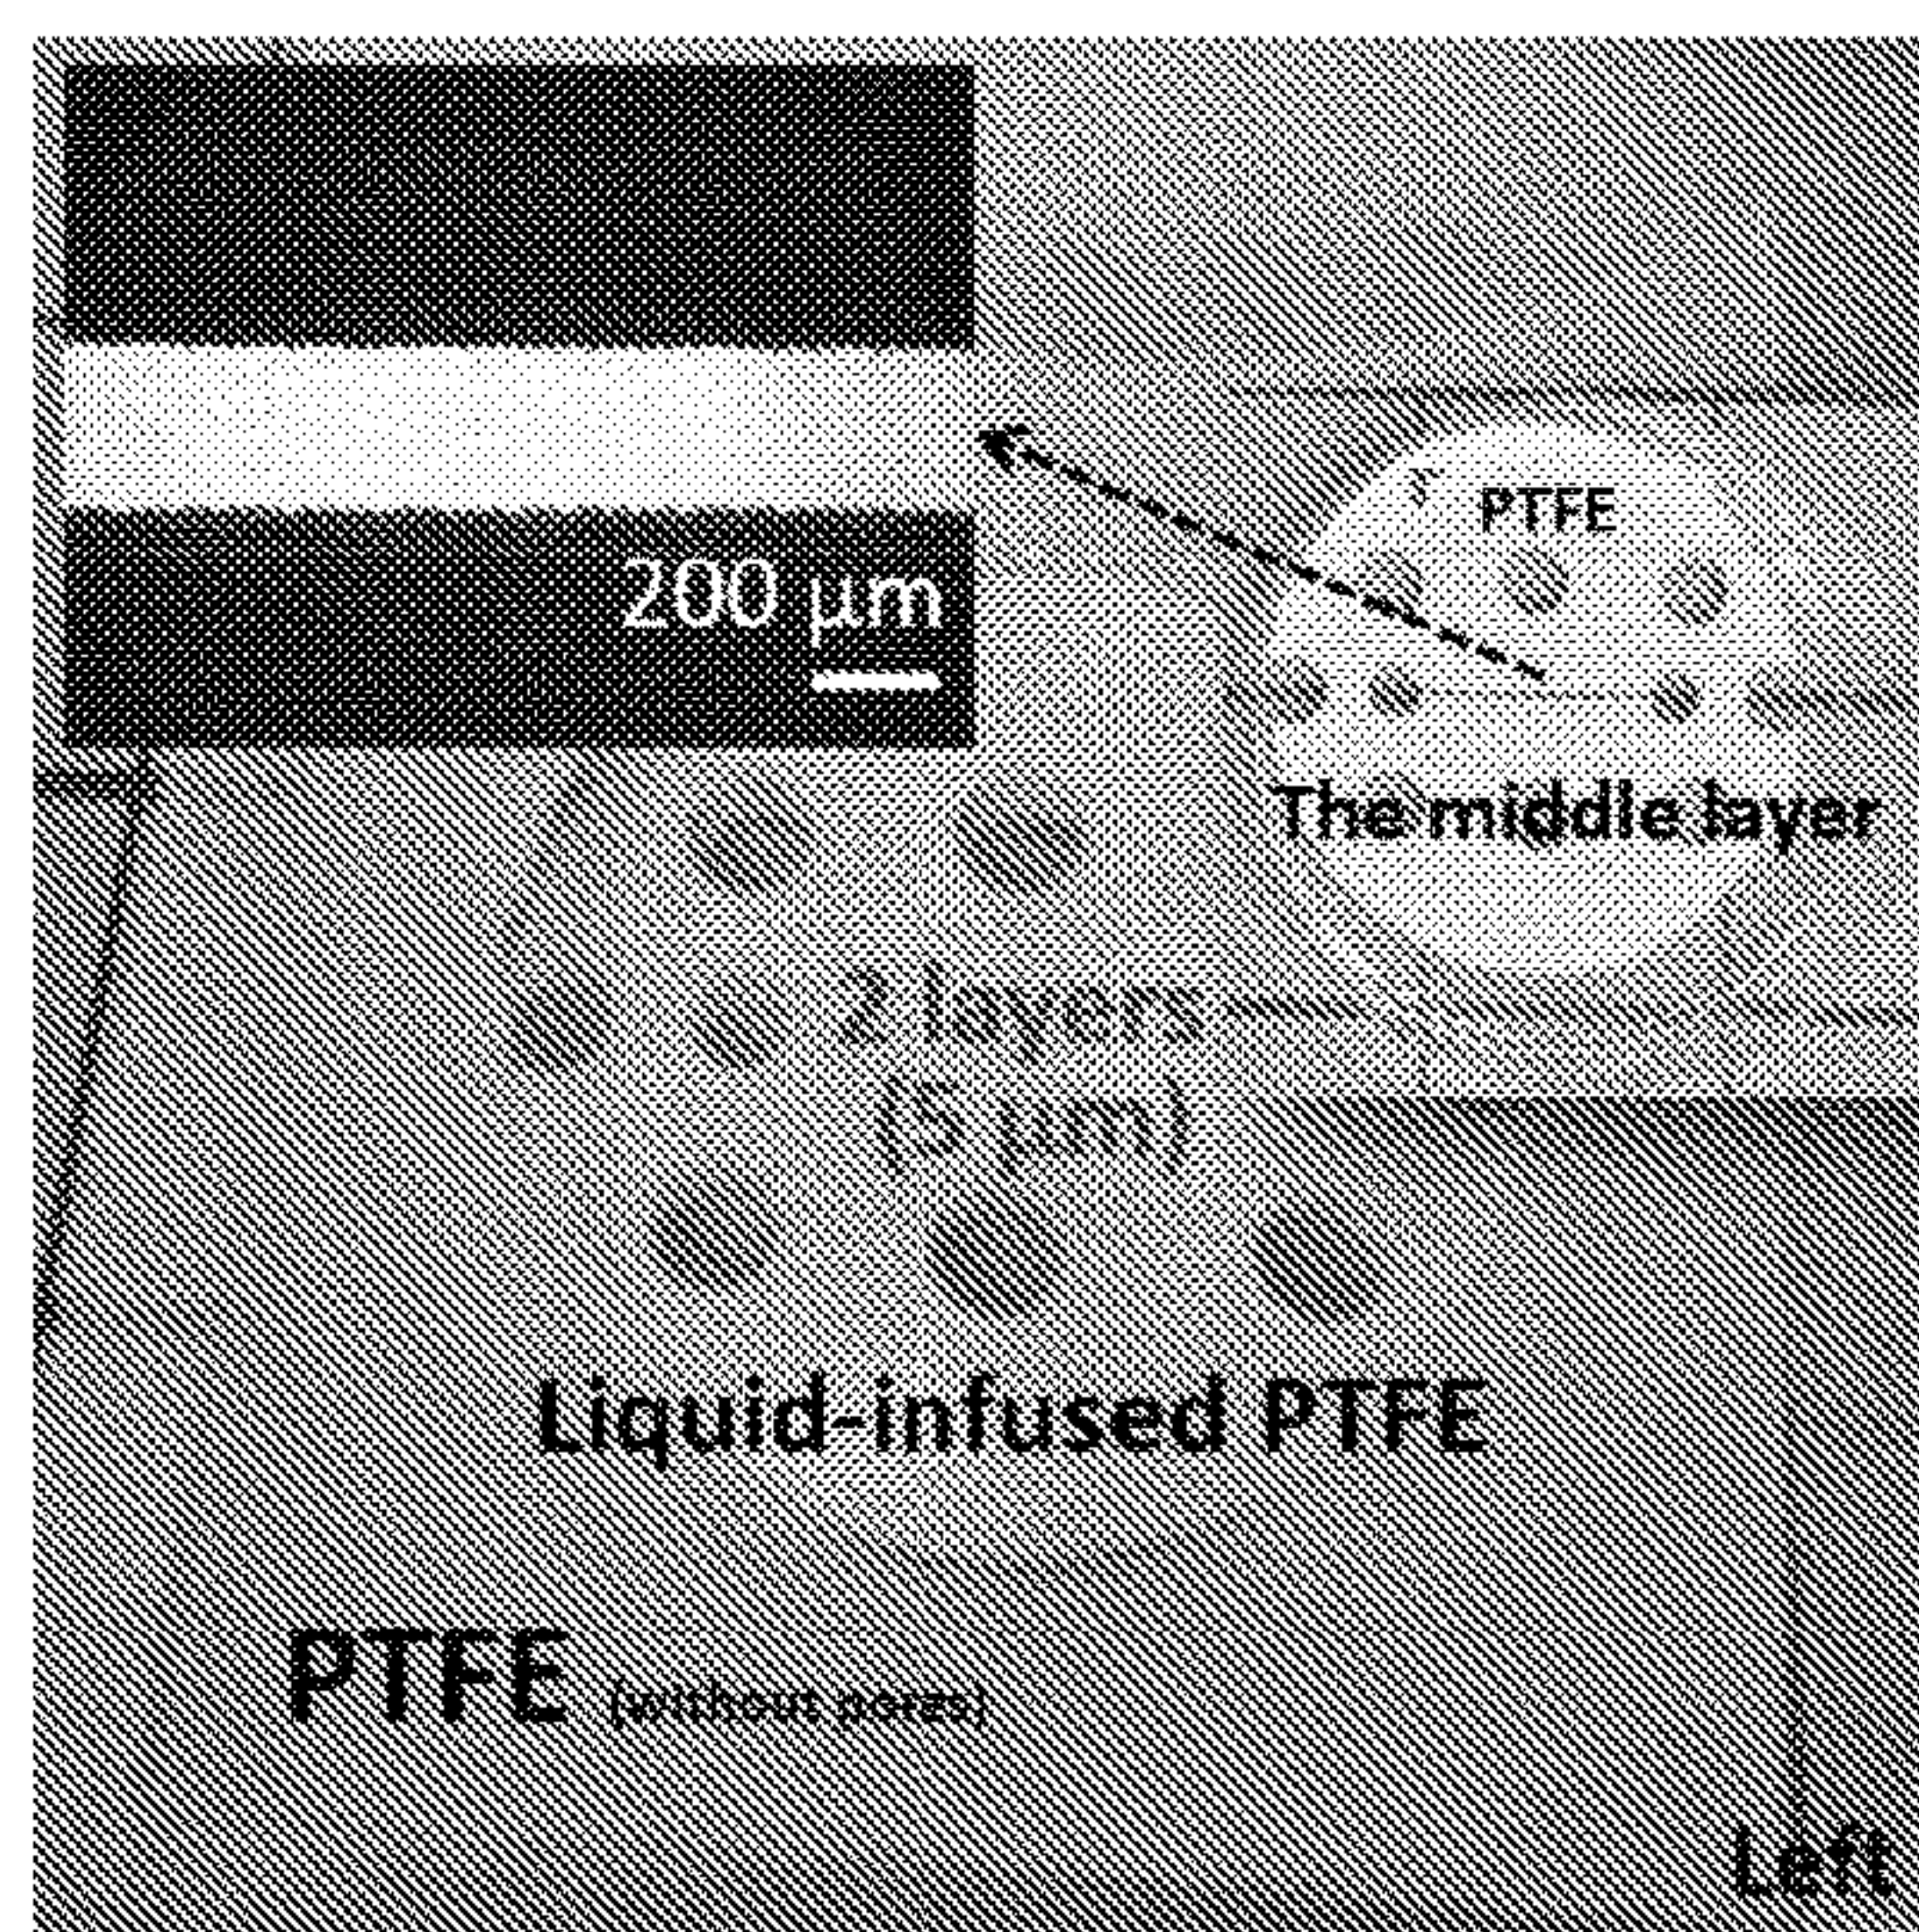 200 μm
PTFE
The middle layer
2 layers
(5 μm)
Liquid-infused PTFE
PTFE (without pores)
Left